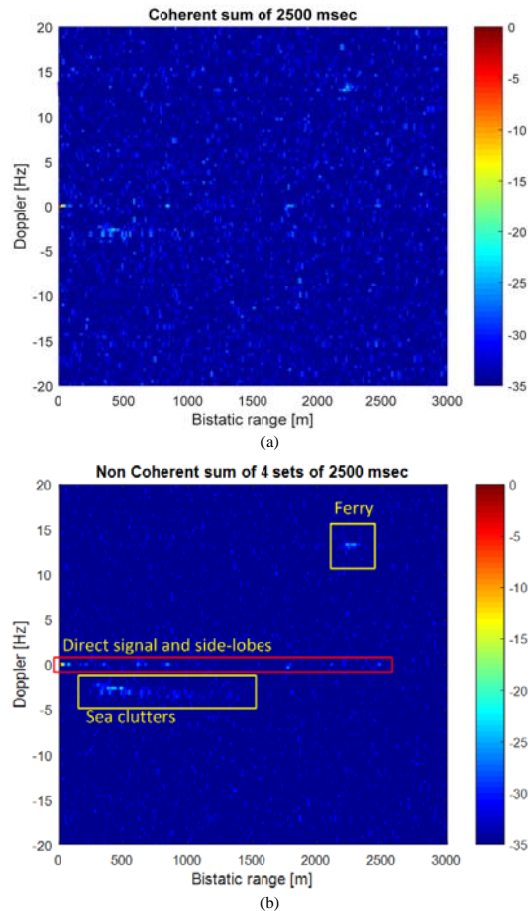 Coherent sum of 2500 msec
20
15
10
5
0
-5
-10
-15
-20
Doppler [Hz]
0 500 1000 1500 2000 2500 3000
Bistatic range [m]
0
-5
-10
-15
-20
-25
-30
-35
(a)
Non Coherent sum of 4 sets of 2500 msec
20
15
10
5
0
-5
-10
-15
-20
Doppler [Hz]
Ferry
Direct signal and side-lobes
Sea clutters
0 500 1000 1500 2000 2500 3000
Bistatic range [m]
0
-5
-10
-15
-20
-25
-30
-35
(b)